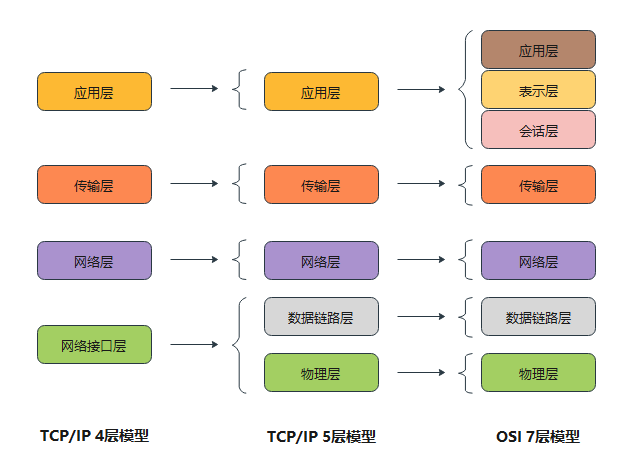 应用层
应用层
应用层
表示层
会话层
传输层
传输层
传输层
网络层
网络层
网络层
网络接口层
数据链路层
数据链路层
物理层
物理层
TCP/IP 4层模型
TCP/IP 5层模型
OSI 7层模型